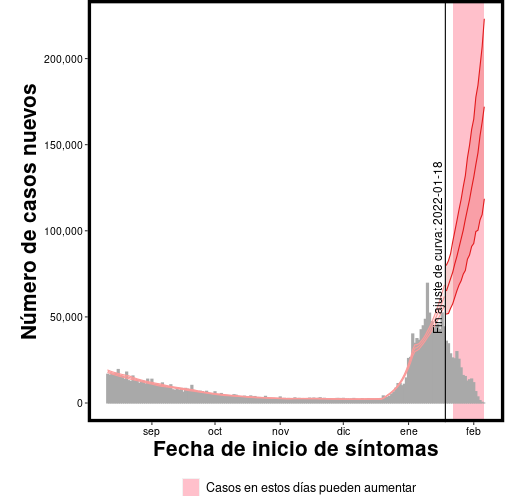 Número de casos nuevos
200,000
150,000
100,000
50,000
0
Fin ajuste de curva: 2022-01-18
sep oct nov dic ene feb
Fecha de inicio de síntomas
Casos en estos días pueden aumentar